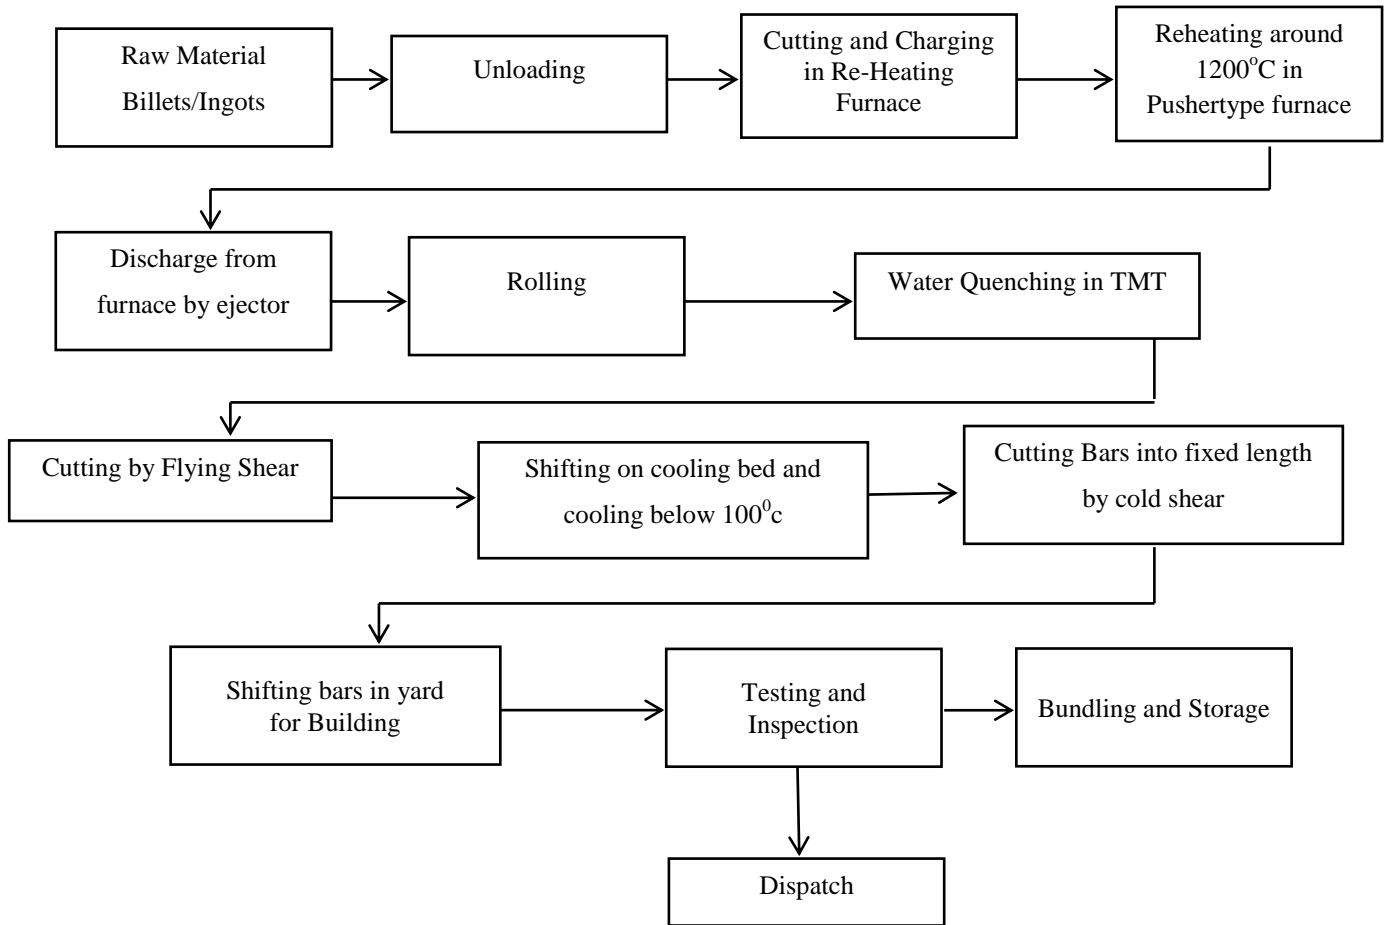 Raw Material
Billets/Ingots
Unloading
Cutting and Charging
in Re-Heating
Furnace
Reheating around
1200°C in
Pushertype furnace
Discharge from
furnace by ejector
Rolling
Water Quenching in TMT
Cutting by Flying Shear
Shifting on cooling bed and
cooling below 100⁰c
Cutting Bars into fixed length
by cold shear
Shifting bars in yard
for Building
Testing and
Inspection
Bundling and Storage
Dispatch